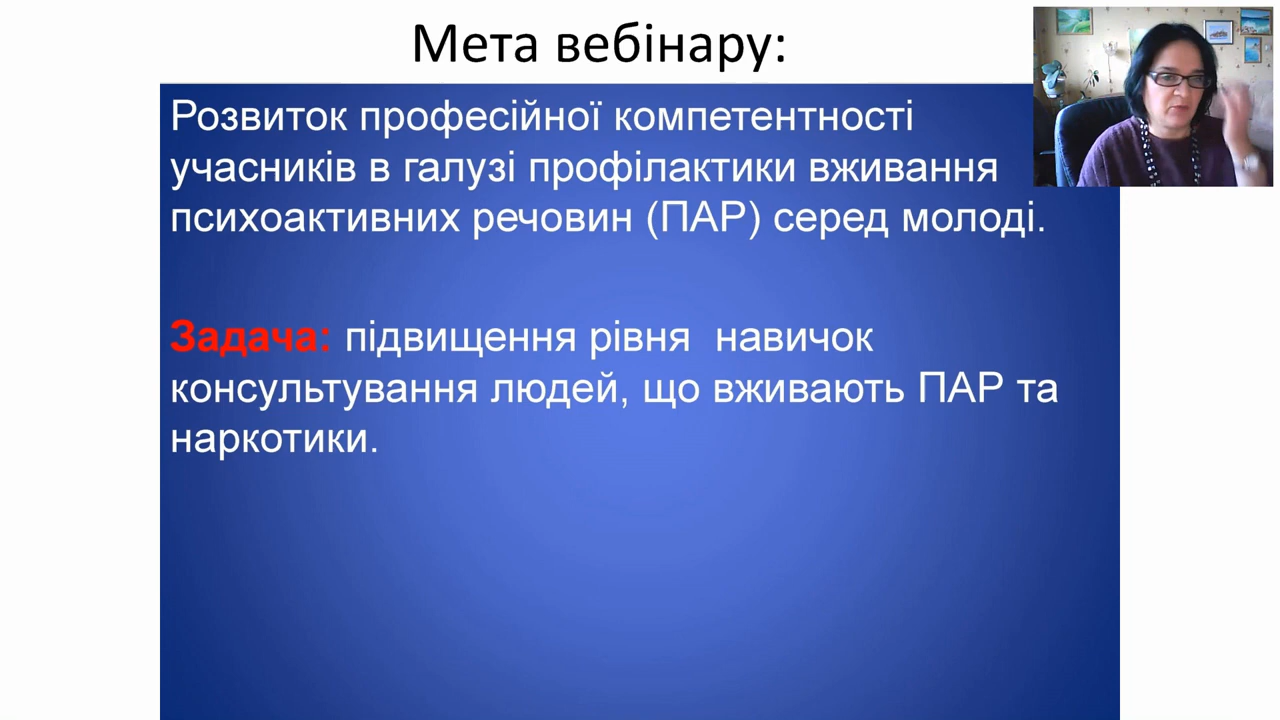 Мета вебінару:
Розвиток професійної компетентності
учасників в галузі профілактики вживання
психоактивних речовин (ПАР) серед молоді.
Задача: підвищення рівня  навичок
консультування людей, що вживають ПАР та
наркотики.